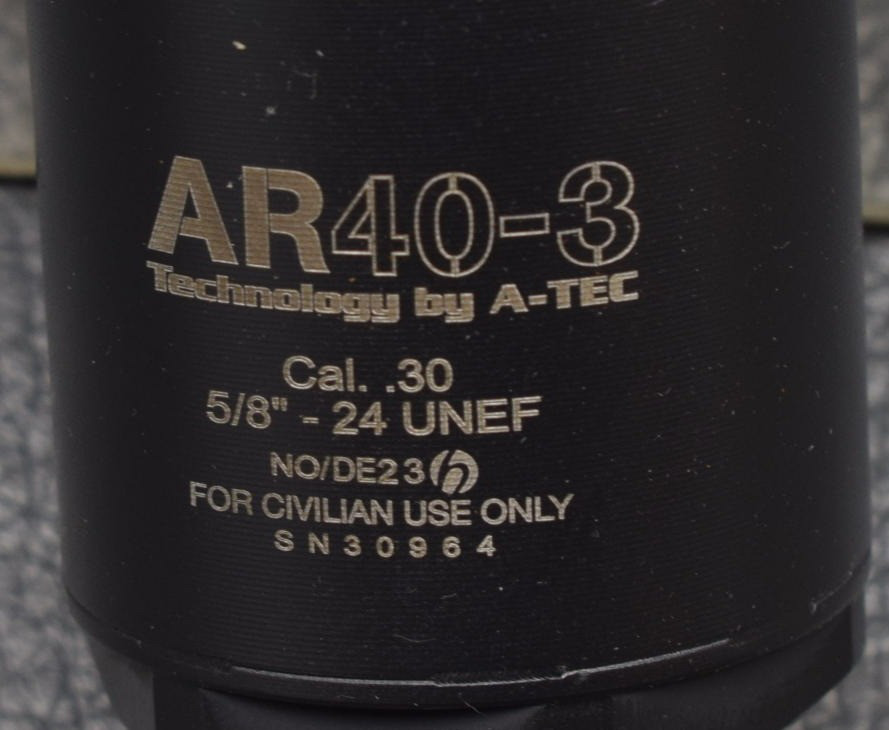 AR40-3
Technology by A-TEC
Cal. .30
5/8" - 24 UNEF
NO/DE23
FOR CIVILIAN USE ONLY
SN30964